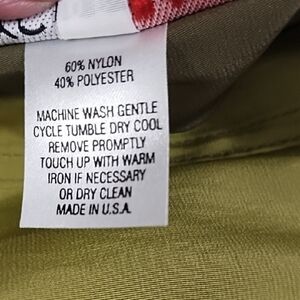 RC
60% NYLON
40% POLYESTER
MACHINE WASH GENTLE
CYCLE TUMBLE DRY COOL
REMOVE PROMPTLY
TOUCH UP WITH WARM
IRON IF NECESSARY
OR DRY CLEAN
MADE IN U.S.A